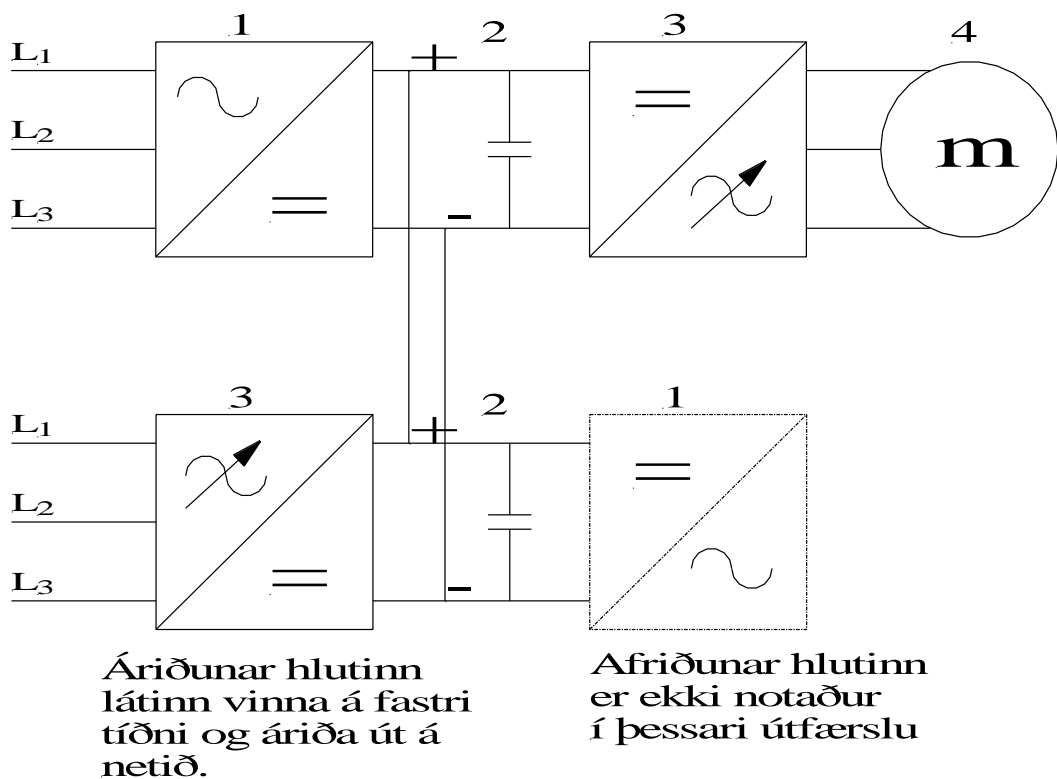 1 2 3 4
L1
L2
L3
+
-
m
3 2 1
L1
L2
L3
+
-
Áriðunar hlutinn
látinn vinna á fastri
tíðni og áriða út á
netið.
Afriðunar hlutinn
er ekki notaður
í þessari útfærslu